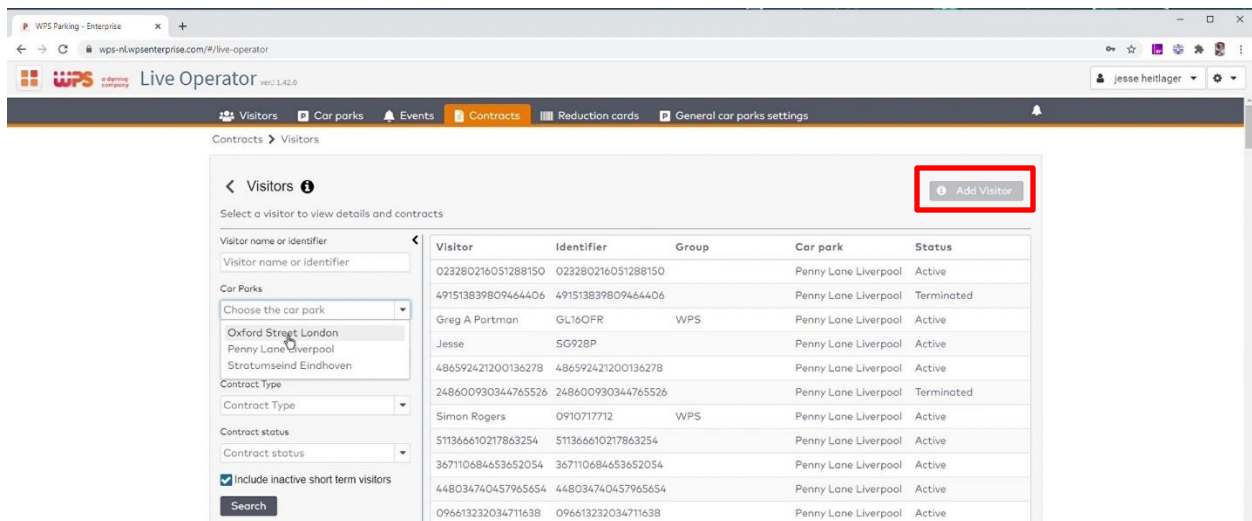 WPS Parking - Enterprise
wps-nl.wpsenterprise.com/#/live-operator
WPS a dyming company Live Operator ver.: 1.42.0
jesse heitlager
Visitors Car parks Events Contracts Reduction cards General car parks settings
Contracts > Visitors
Visitors
Add Visitor
Select a visitor to view details and contracts
Visitor name or identifier
Visitor name or identifier
Car Parks
Choose the car park
Oxford Street London
Penny Lane Liverpool
Stratumseind Eindhoven
Contract Type
Contract Type
Contract status
Contract status
Include inactive short term visitors
Search
Visitor Identifier Group Car park Status
023280216051288150 023280216051288150 Penny Lane Liverpool Active
491513839809464406 491513839809464406 Penny Lane Liverpool Terminated
Greg A Portman GL16OFR WPS Penny Lane Liverpool Active
Jesse SG928P Penny Lane Liverpool Active
486592421200136278 486592421200136278 Penny Lane Liverpool Active
248600930344765526 248600930344765526 Penny Lane Liverpool Terminated
Simon Rogers 0910717712 WPS Penny Lane Liverpool Active
511366610217863254 511366610217863254 Penny Lane Liverpool Active
367110684653652054 367110684653652054 Penny Lane Liverpool Active
448034740457965654 448034740457965654 Penny Lane Liverpool Active
096613232034711638 096613232034711638 Penny Lane Liverpool Active